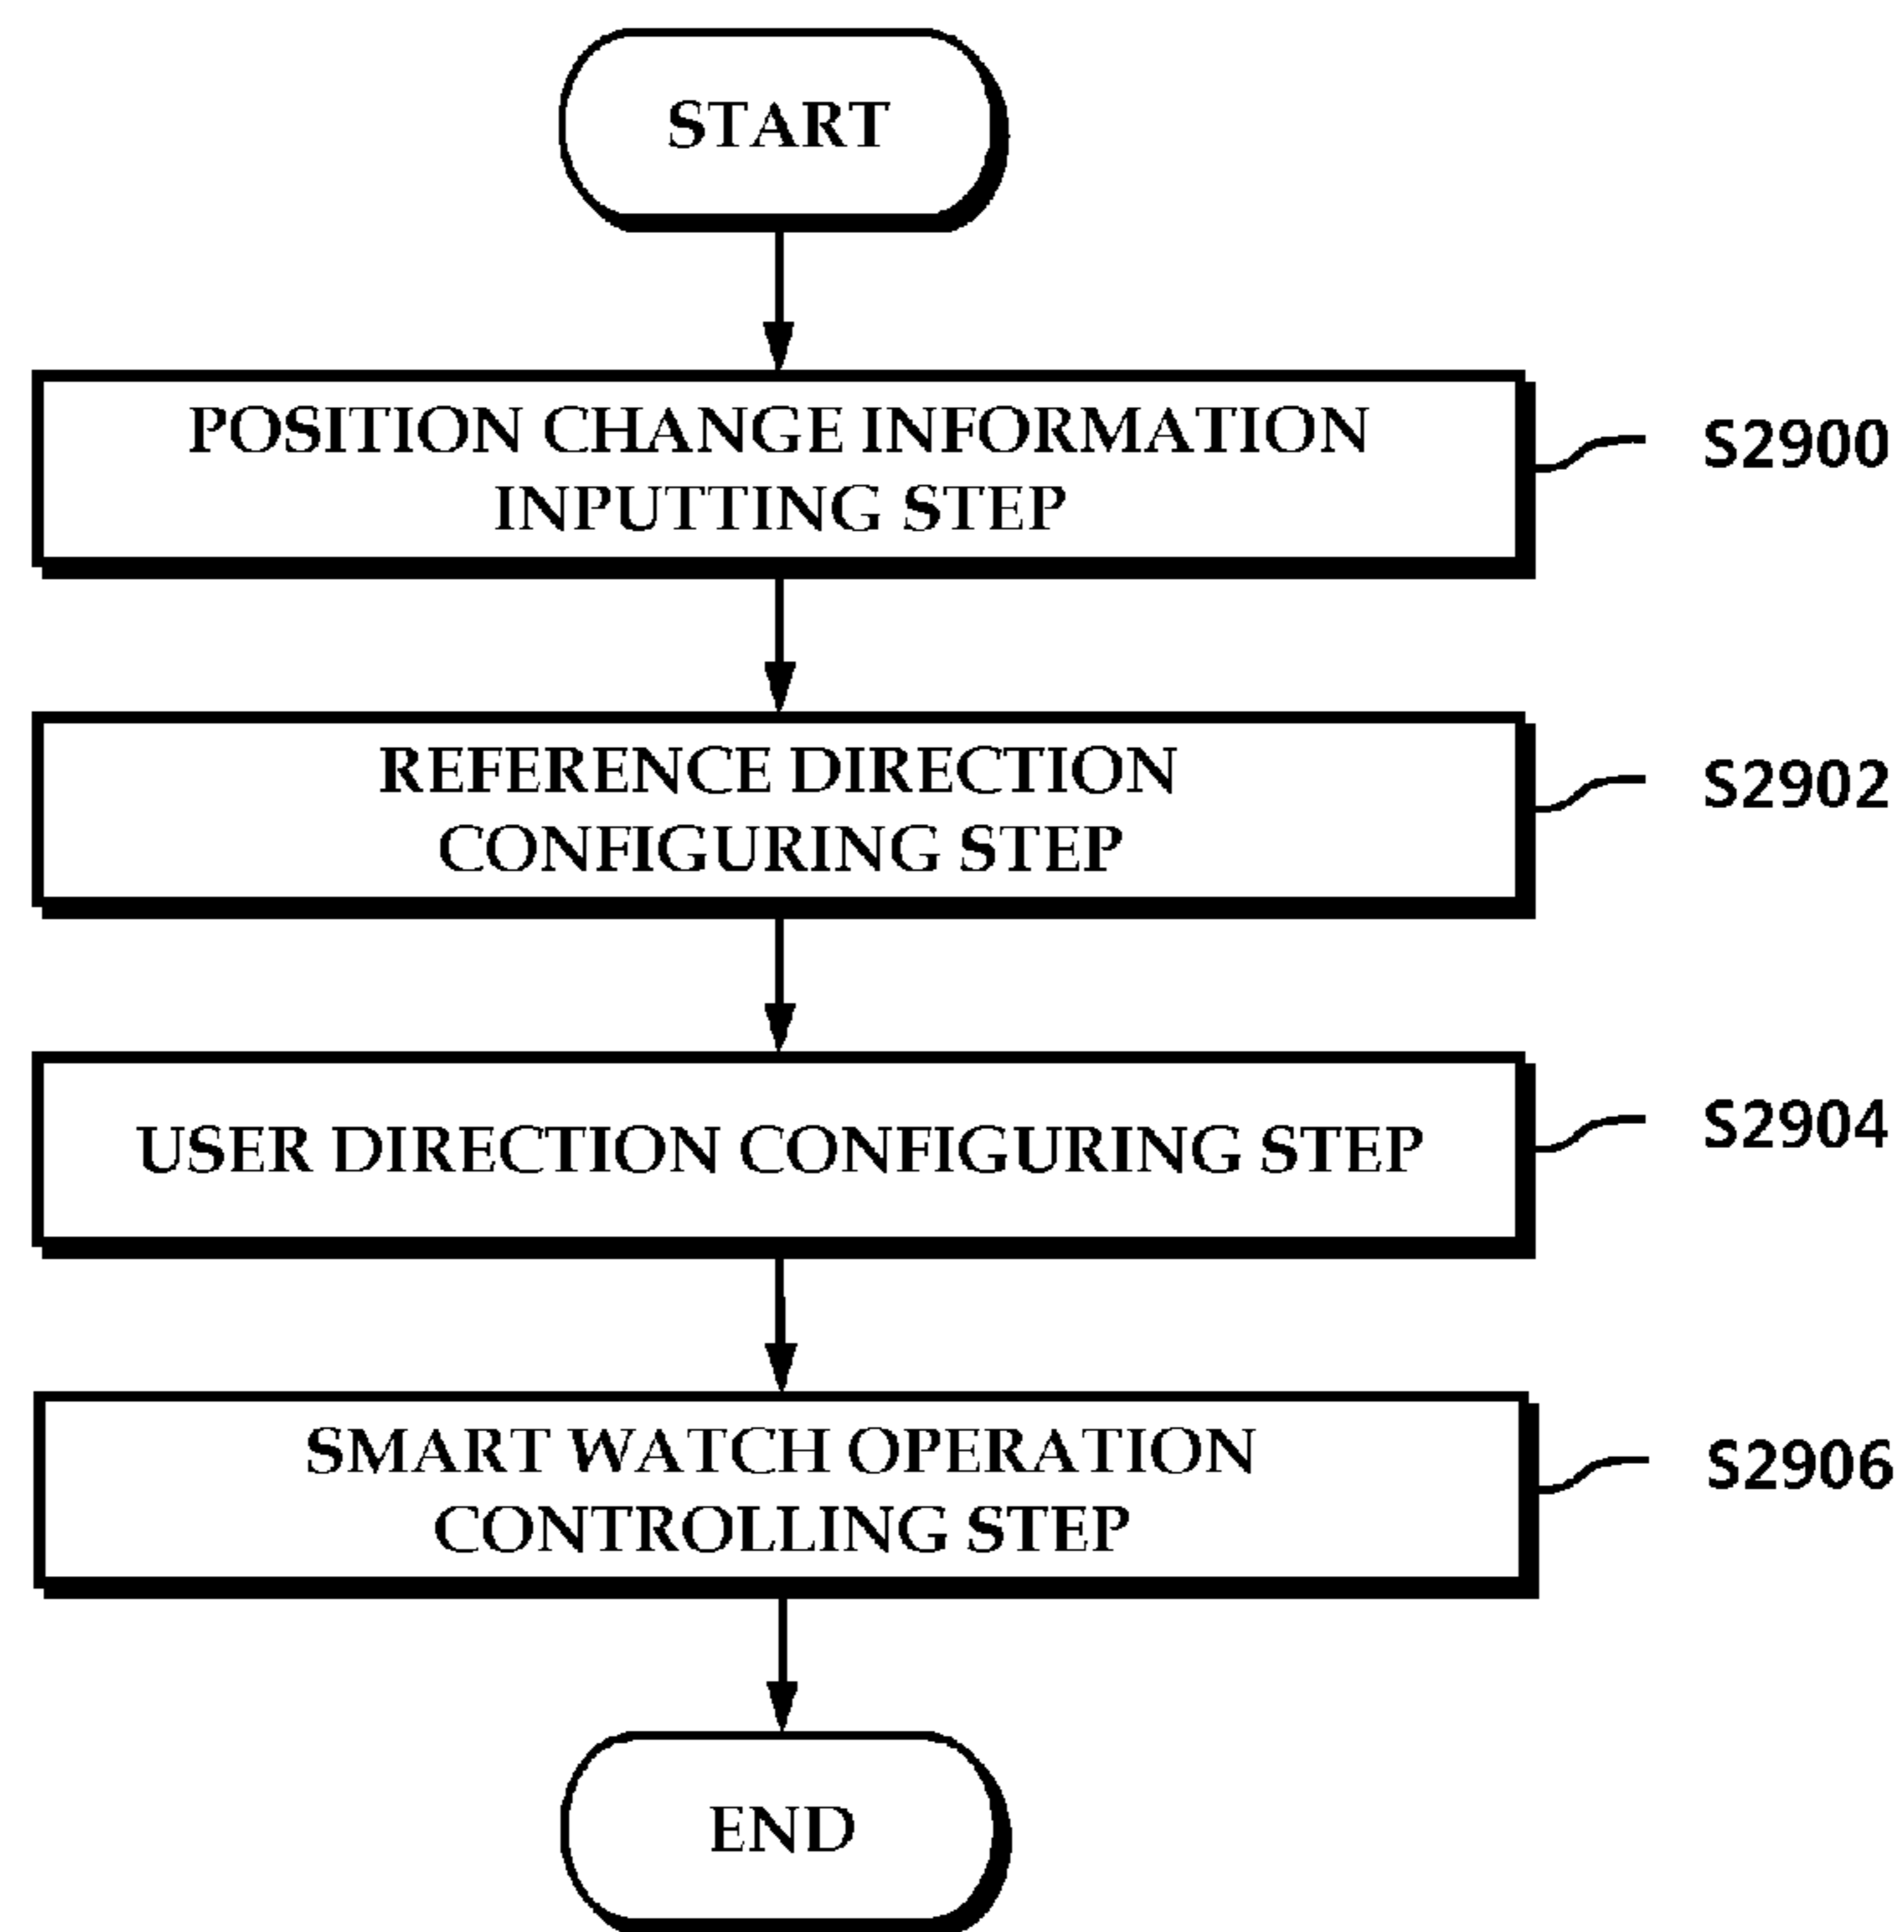 START
POSITION CHANGE INFORMATION
INPUTTING STEP
S2900
REFERENCE DIRECTION
CONFIGURING STEP
S2902
USER DIRECTION CONFIGURING STEP
S2904
SMART WATCH OPERATION
CONTROLLING STEP
S2906
END